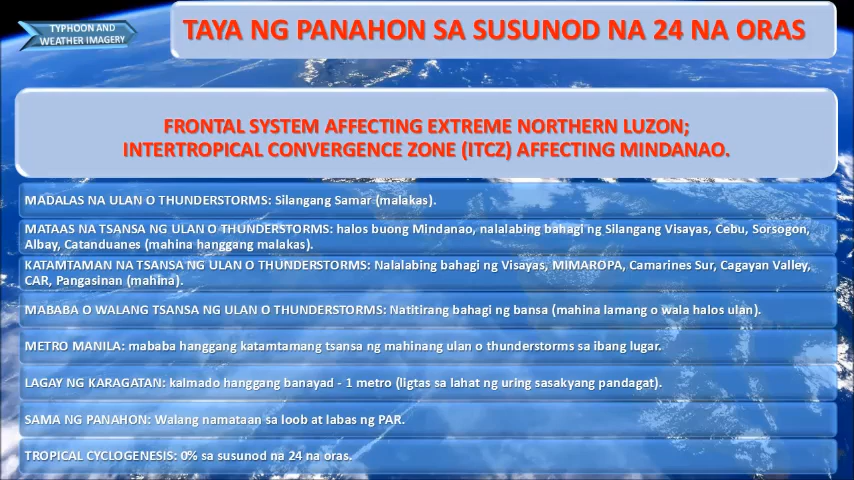 TYPHOON AND
WEATHER IMAGERY
TAYA NG PANAHON SA SUSUNOD NA 24 NA ORAS
FRONTAL SYSTEM AFFECTING EXTREME NORTHERN LUZON;
INTERTROPICAL CONVERGENCE ZONE (ITCZ) AFFECTING MINDANAO.
MADALAS NA ULAN O THUNDERSTORMS: Silangang Samar (malakas).
MATAAS NA TSANSA NG ULAN O THUNDERSTORMS: halos buong Mindanao, nalalabing bahagi ng Silangang Visayas, Cebu, Sorsogon,
Albay, Catanduanes (mahina hanggang malakas).
KATAMTAMAN NA TSANSA NG ULAN O THUNDERSTORMS: Nalalabing bahagi ng Visayas, MIMAROPA, Camarines Sur, Cagayan Valley,
CAR, Pangasinan (mahina).
MABABA O WALANG TSANSA NG ULAN O THUNDERSTORMS: Natitirang bahagi ng bansa (mahina lamang o wala halos ulan).
METRO MANILA: mababa hanggang katamtamang tsansa ng mahinang ulan o thunderstorms sa ibang lugar.
LAGAY NG KARAGATAN: kalmado hanggang banayad - 1 metro (ligtas sa lahat ng uring sasakyang pandagat).
SAMA NG PANAHON: Walang namataan sa loob at labas ng PAR.
TROPICAL CYCLOGENESIS: 0% sa susunod na 24 na oras.